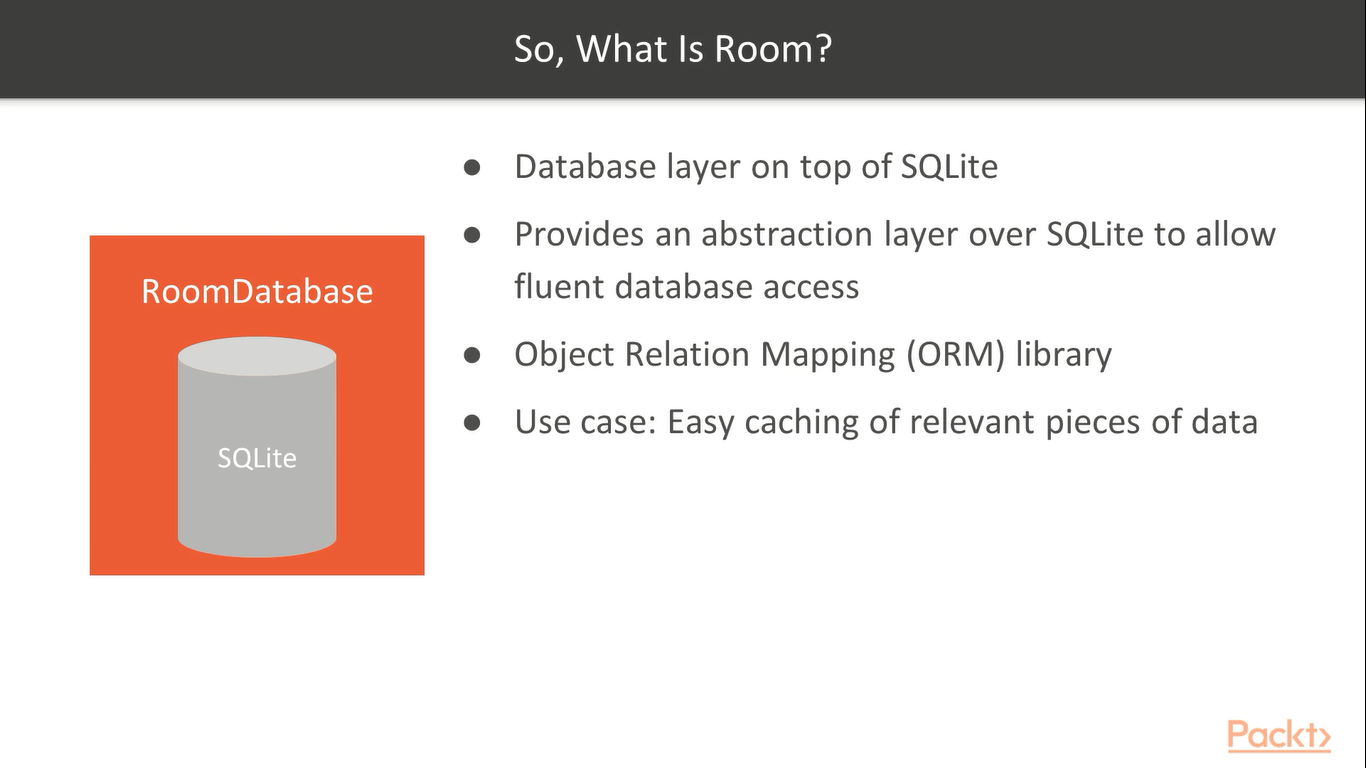 So, What Is Room?
RoomDatabase
SQLite
● Database layer on top of SQLite
● Provides an abstraction layer over SQLite to allow
fluent database access
● Object Relation Mapping (ORM) library
● Use case: Easy caching of relevant pieces of data
Packt>